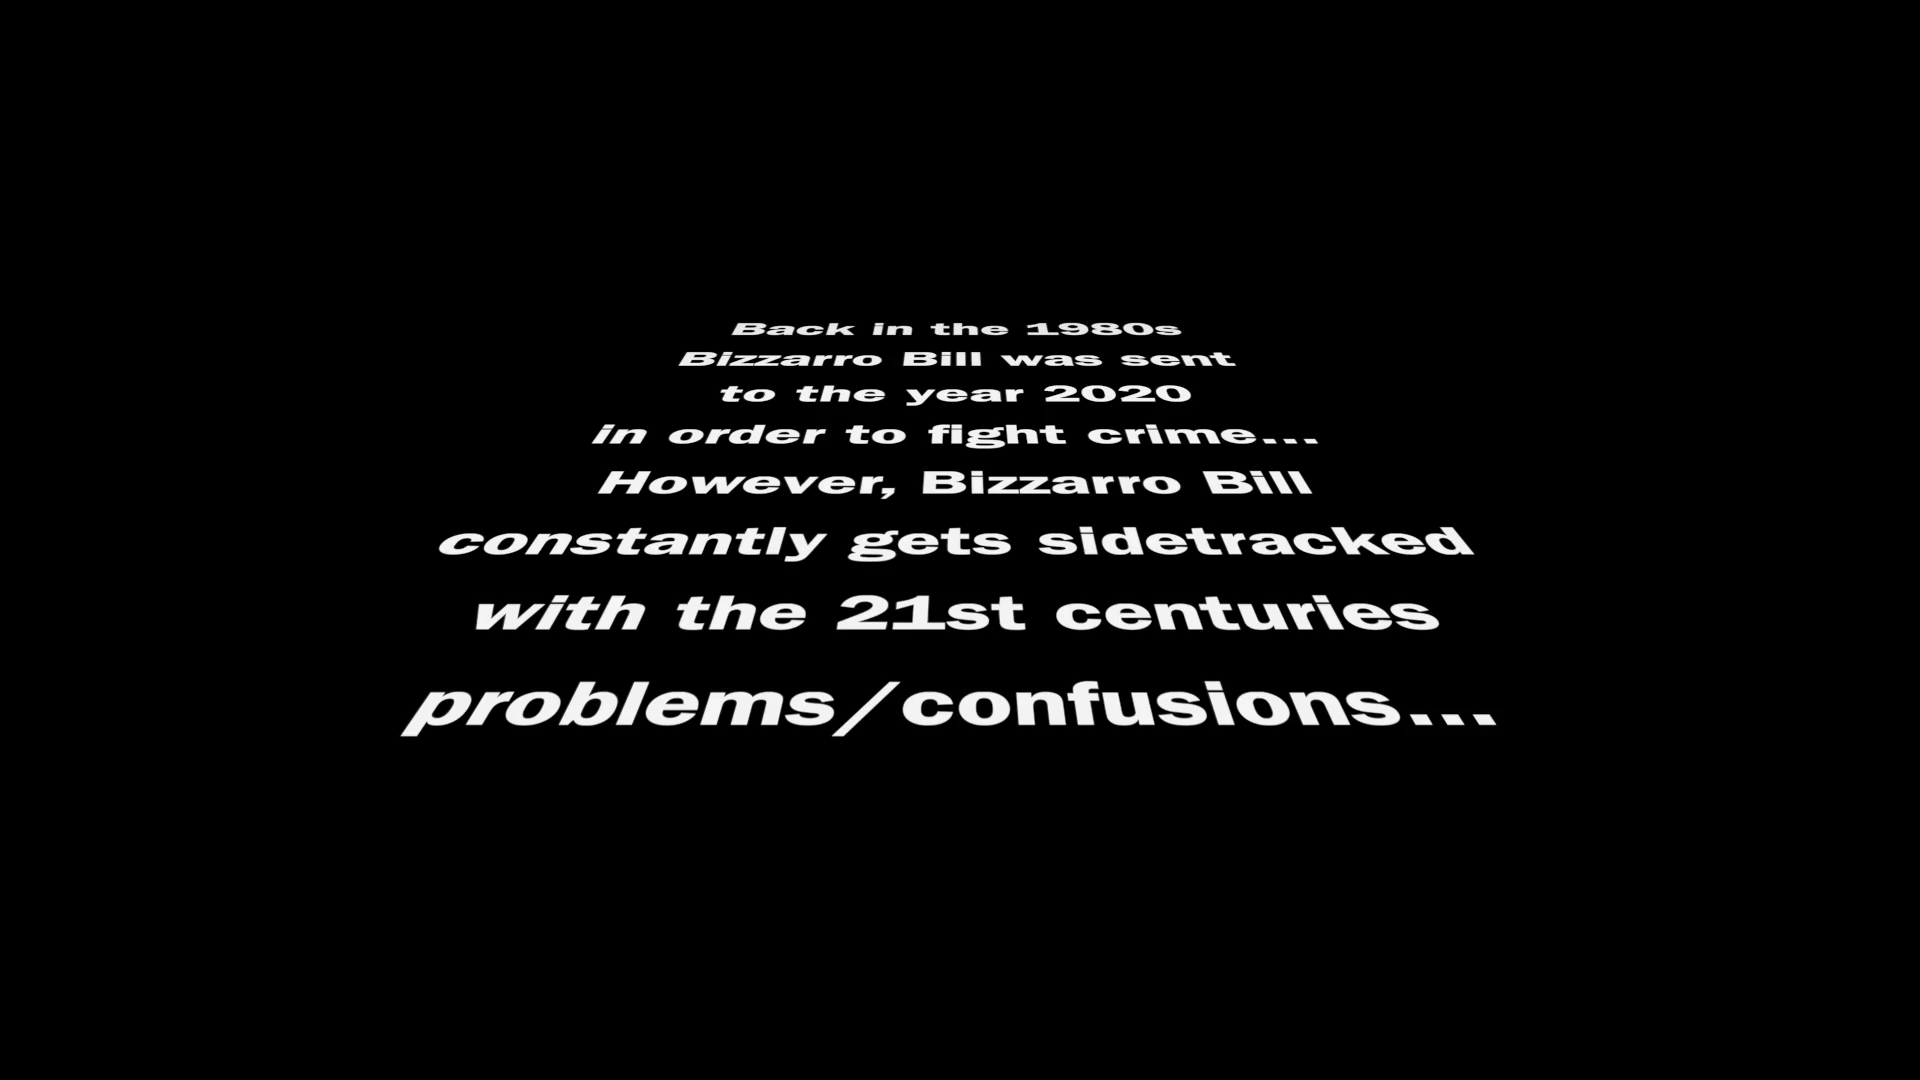 Back in the 1980s
Bizzarro Bill was sent
to the year 2020
in order to fight crime...
However, Bizzarro Bill
constantly gets sidetracked
with the 21st centuries
problems/confusions...